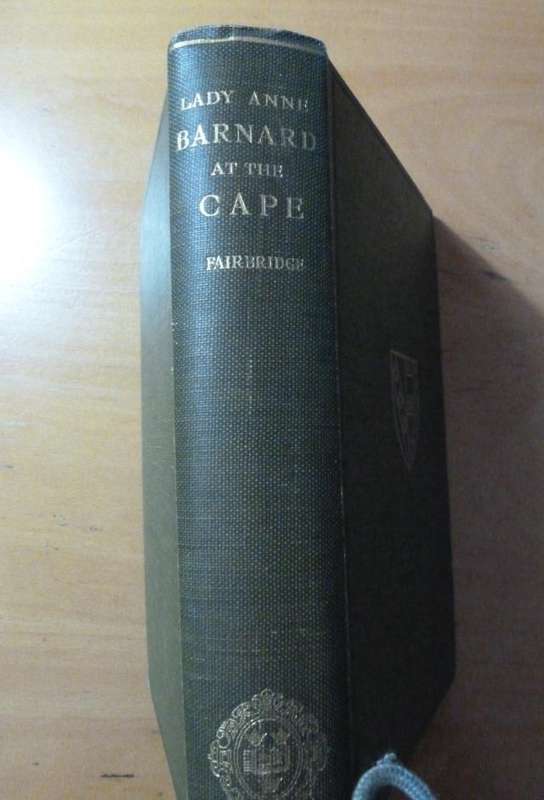 LADY ANNE
BARNARD
AT THE
CAPE
FAIRBRIDGE